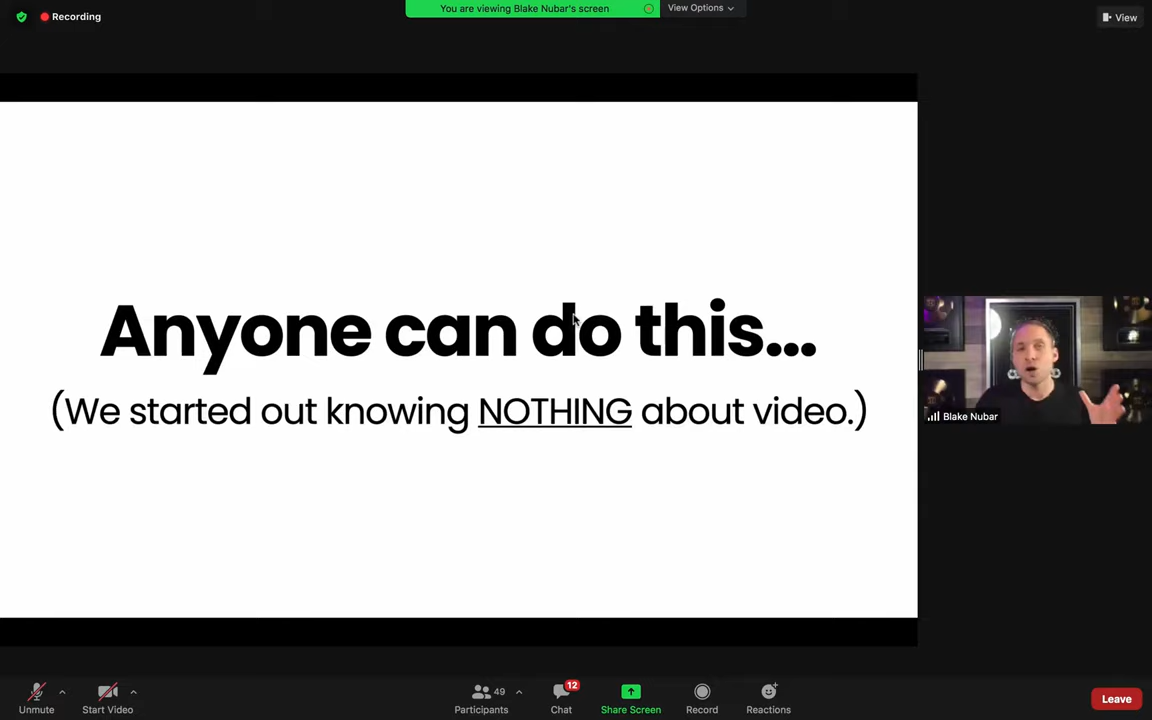 Recording
You are viewing Blake Nubar's screen
View Options
View
Anyone can do this...
(We started out knowing NOTHING about video.)
Blake Nubar
Unmute
Start Video
49
Participants
12
Chat
Share Screen
Record
Reactions
Leave